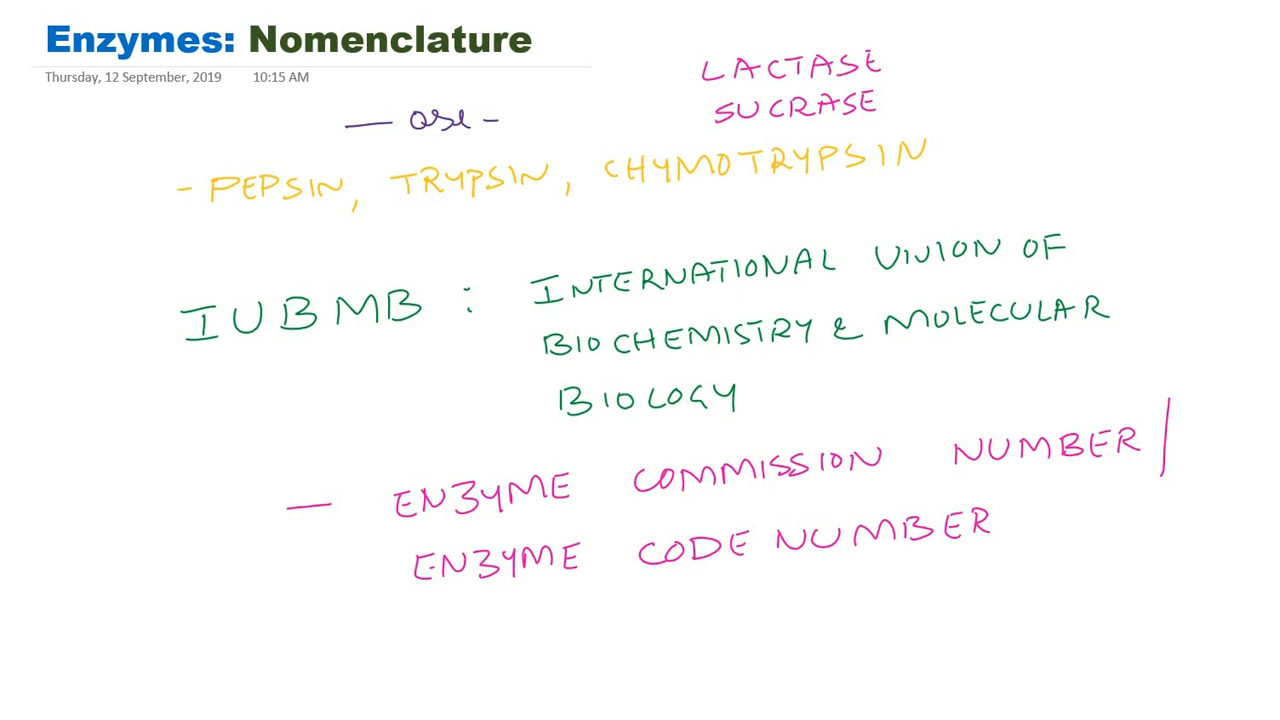 Enzymes: Nomenclature
Thursday, 12 September, 2019 10:15 AM
LACTASE
— ase -
SUCRASE
- PEPSIN, TRYPSIN, CHYMOTRYPSIN
IUBMB : INTERNATIONAL UNION OF
BIOCHEMISTRY & MOLECULAR
BIOLOGY
— ENZYME COMMISSION NUMBER/
ENZYME CODE NUMBER